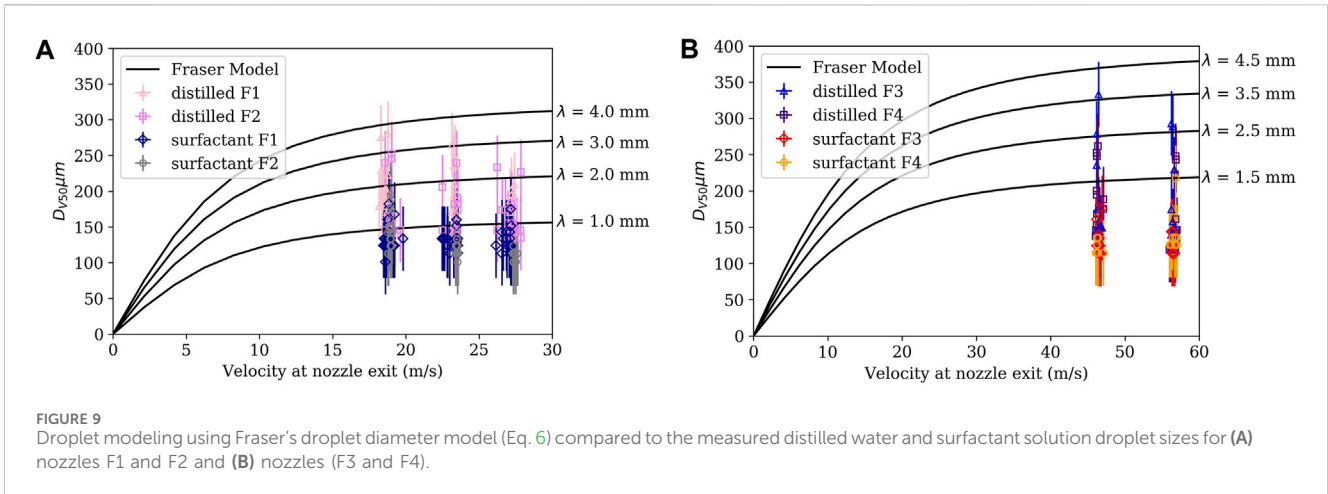 A
400
350
300
250
200
150
100
50
0
D_V50 μm
Fraser Model
distilled F1
distilled F2
surfactant F1
surfactant F2
λ = 4.0 mm
λ = 3.0 mm
λ = 2.0 mm
λ = 1.0 mm
0 5 10 15 20 25 30
Velocity at nozzle exit (m/s)
B
400
350
300
250
200
150
100
50
0
D_V50 μm
Fraser Model
distilled F3
distilled F4
surfactant F3
surfactant F4
λ = 4.5 mm
λ = 3.5 mm
λ = 2.5 mm
λ = 1.5 mm
0 10 20 30 40 50 60
Velocity at nozzle exit (m/s)
FIGURE 9
Droplet modeling using Fraser's droplet diameter model (Eq. 6) compared to the measured distilled water and surfactant solution droplet sizes for (A)
nozzles F1 and F2 and (B) nozzles (F3 and F4).